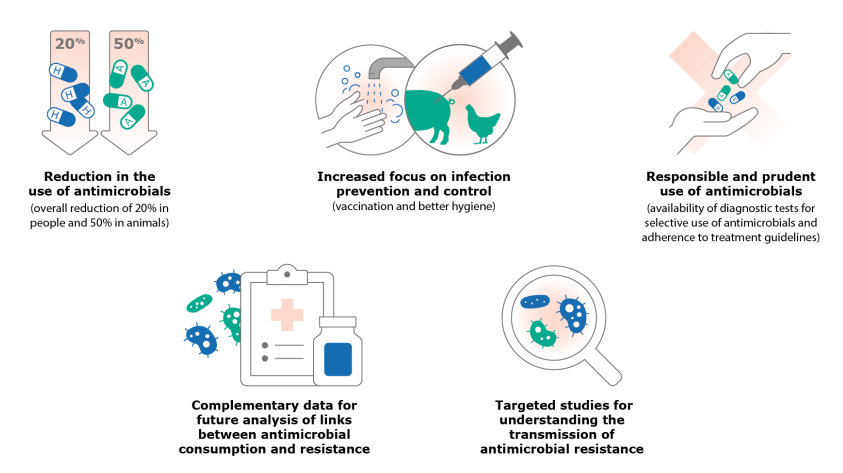 20%
50%
H
H
H
H
A
A
A
A
Reduction in the
use of antimicrobials
(overall reduction of 20% in
people and 50% in animals)
Increased focus on infection
prevention and control
(vaccination and better hygiene)
A
A
H
H
Responsible and prudent
use of antimicrobials
(availability of diagnostic tests for
selective use of antimicrobials and
adherence to treatment guidelines)
Complementary data for
future analysis of links
between antimicrobial
consumption and resistance
Targeted studies for
understanding the
transmission of
antimicrobial resistance